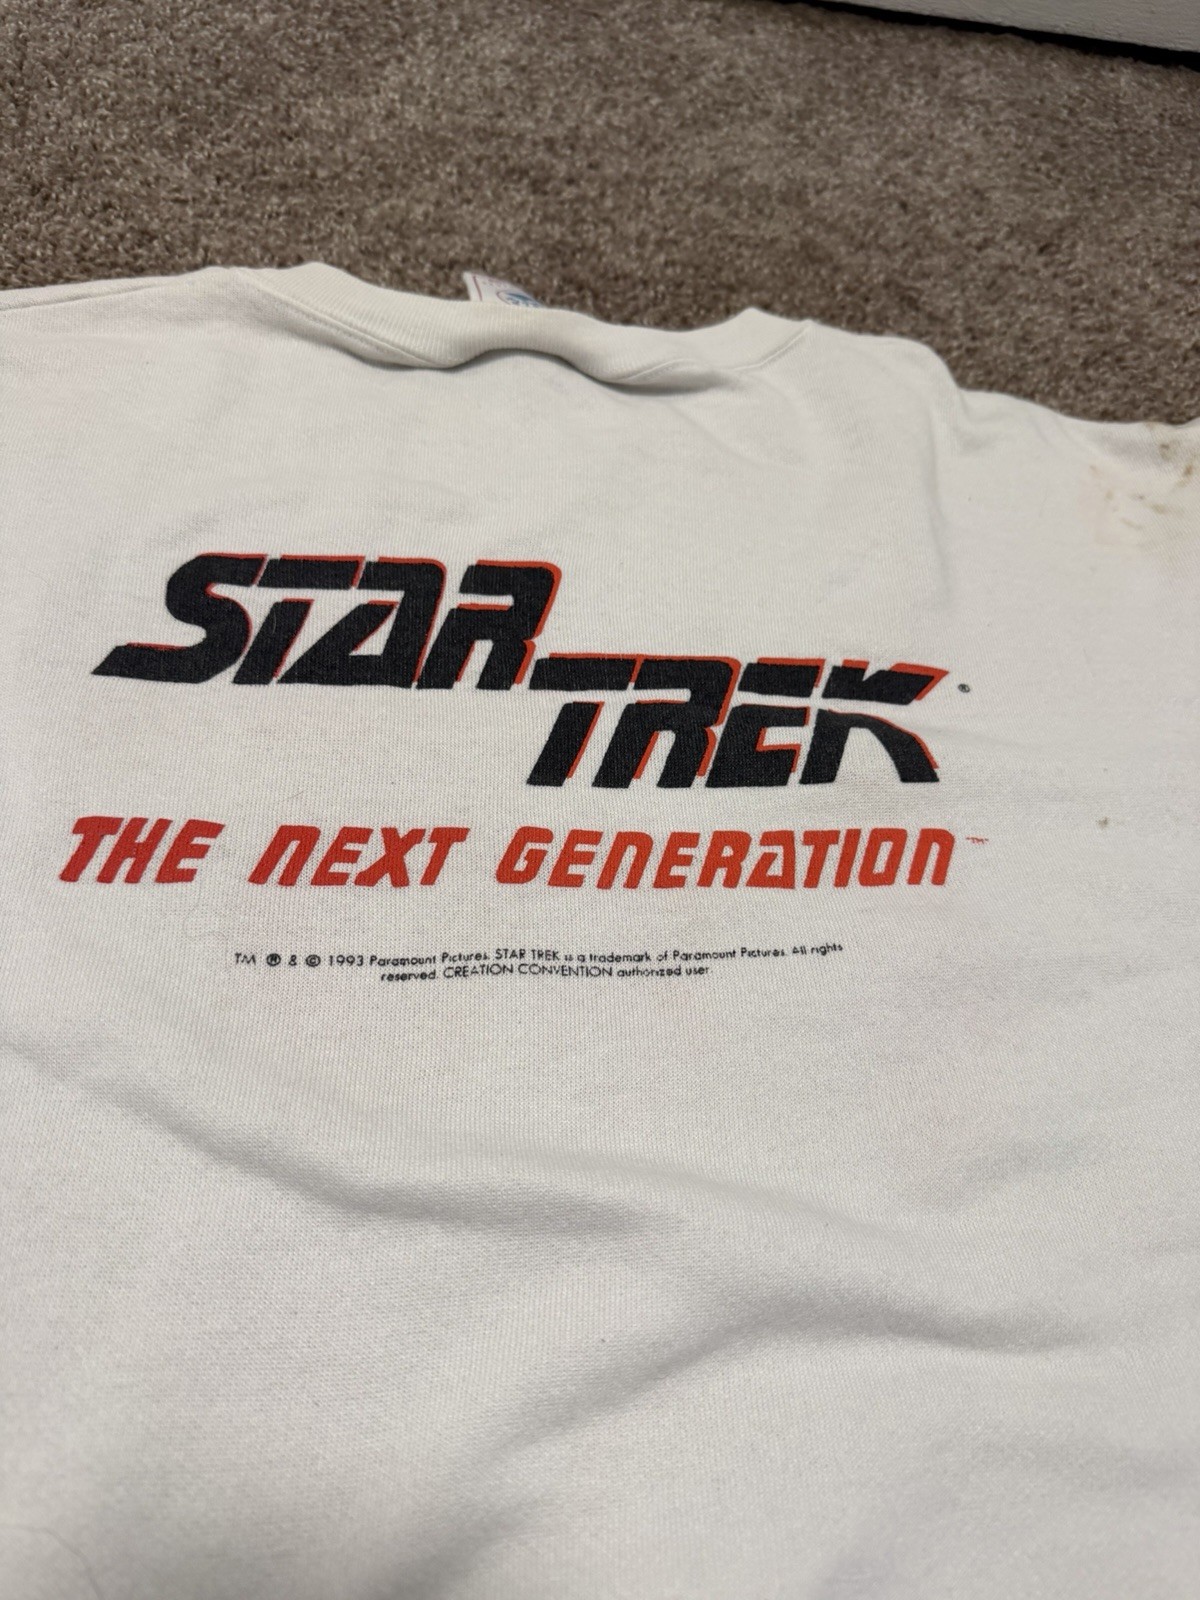 STAR
TREK®
THE NEXT GENERATION™
TM ® & © 1993 Paramount Pictures. STAR TREK is a trademark of Paramount Pictures. All rights
reserved. CREATION CONVENTION authorized user.